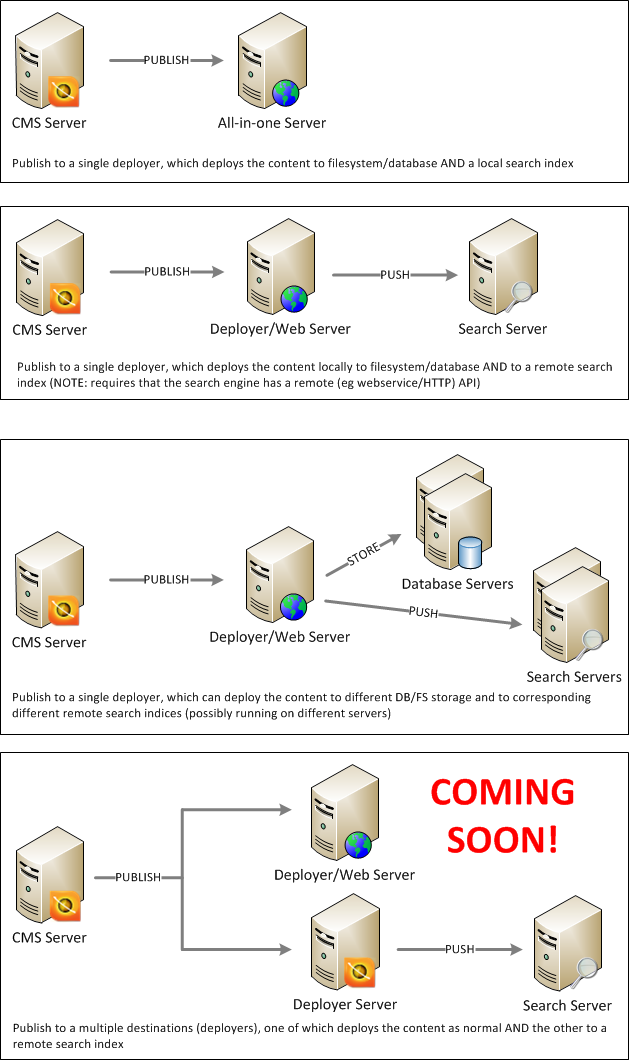 PUBLISH
CMS Server
All-in-one Server
Publish to a single deployer, which deploys the content to filesystem/database AND a local search index
PUBLISH
PUSH
CMS Server
Deployer/Web Server
Search Server
Publish to a single deployer, which deploys the content locally to filesystem/database AND to a remote search
index (NOTE: requires that the search engine has a remote (eg webservice/HTTP) API)
STORE
Database Servers
PUBLISH
PUSH
CMS Server
Deployer/Web Server
Search Servers
Publish to a single deployer, which can deploy the content to different DB/FS storage and to corresponding
different remote search indices (possibly running on different servers)
COMING
SOON!
Deployer/Web Server
PUBLISH
CMS Server
PUSH
Deployer Server
Search Server
Publish to a multiple destinations (deployers), one of which deploys the content as normal AND the other to a
remote search index